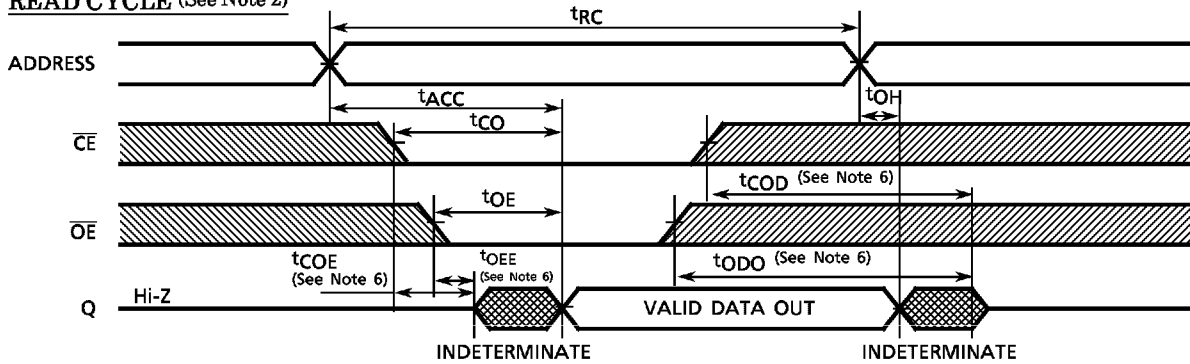 READ CYCLE (See Note 2)
tRC
ADDRESS
tACC
tOH
tCO
CE
tCOD (See Note 6)
tOE
OE
tCOE
(See Note 6)
tOEE
(See Note 6)
tODO (See Note 6)
Hi-Z
Q
VALID DATA OUT
INDETERMINATE
INDETERMINATE